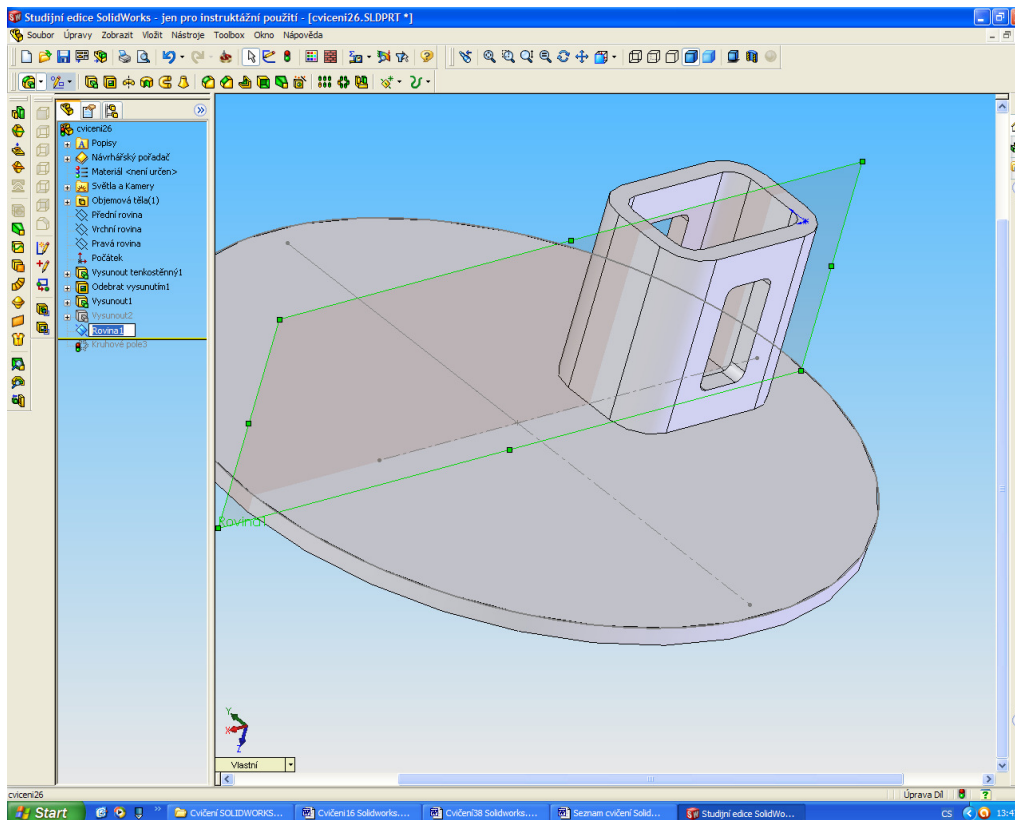 Studijní edice SolidWorks - jen pro instruktážní použití - [cviceni26.SLDPRT *]
Soubor Úpravy Zobrazit Vložit Nástroje Toolbox Okno Nápověda
cviceni26
Popisy
Návrhářský pořadač
Materiál <není určen>
Světla a Kamery
Objemová těla(1)
Přední rovina
Vrchní rovina
Pravá rovina
Počátek
Vysunout tenkostěnný1
Odebrat vysunutím1
Vysunout1
Vysunout2
Rovina1
Kruhové pole3
Rovina1
Y
X
Z
Vlastní
cviceni26
Úprava Díl
Start
Cvičení SOLIDWORKS...
Cvičení16 Solidworks....
Cvičení38 Solidworks....
Seznam cvičení Solid...
Studijní edice SolidWo...
CS